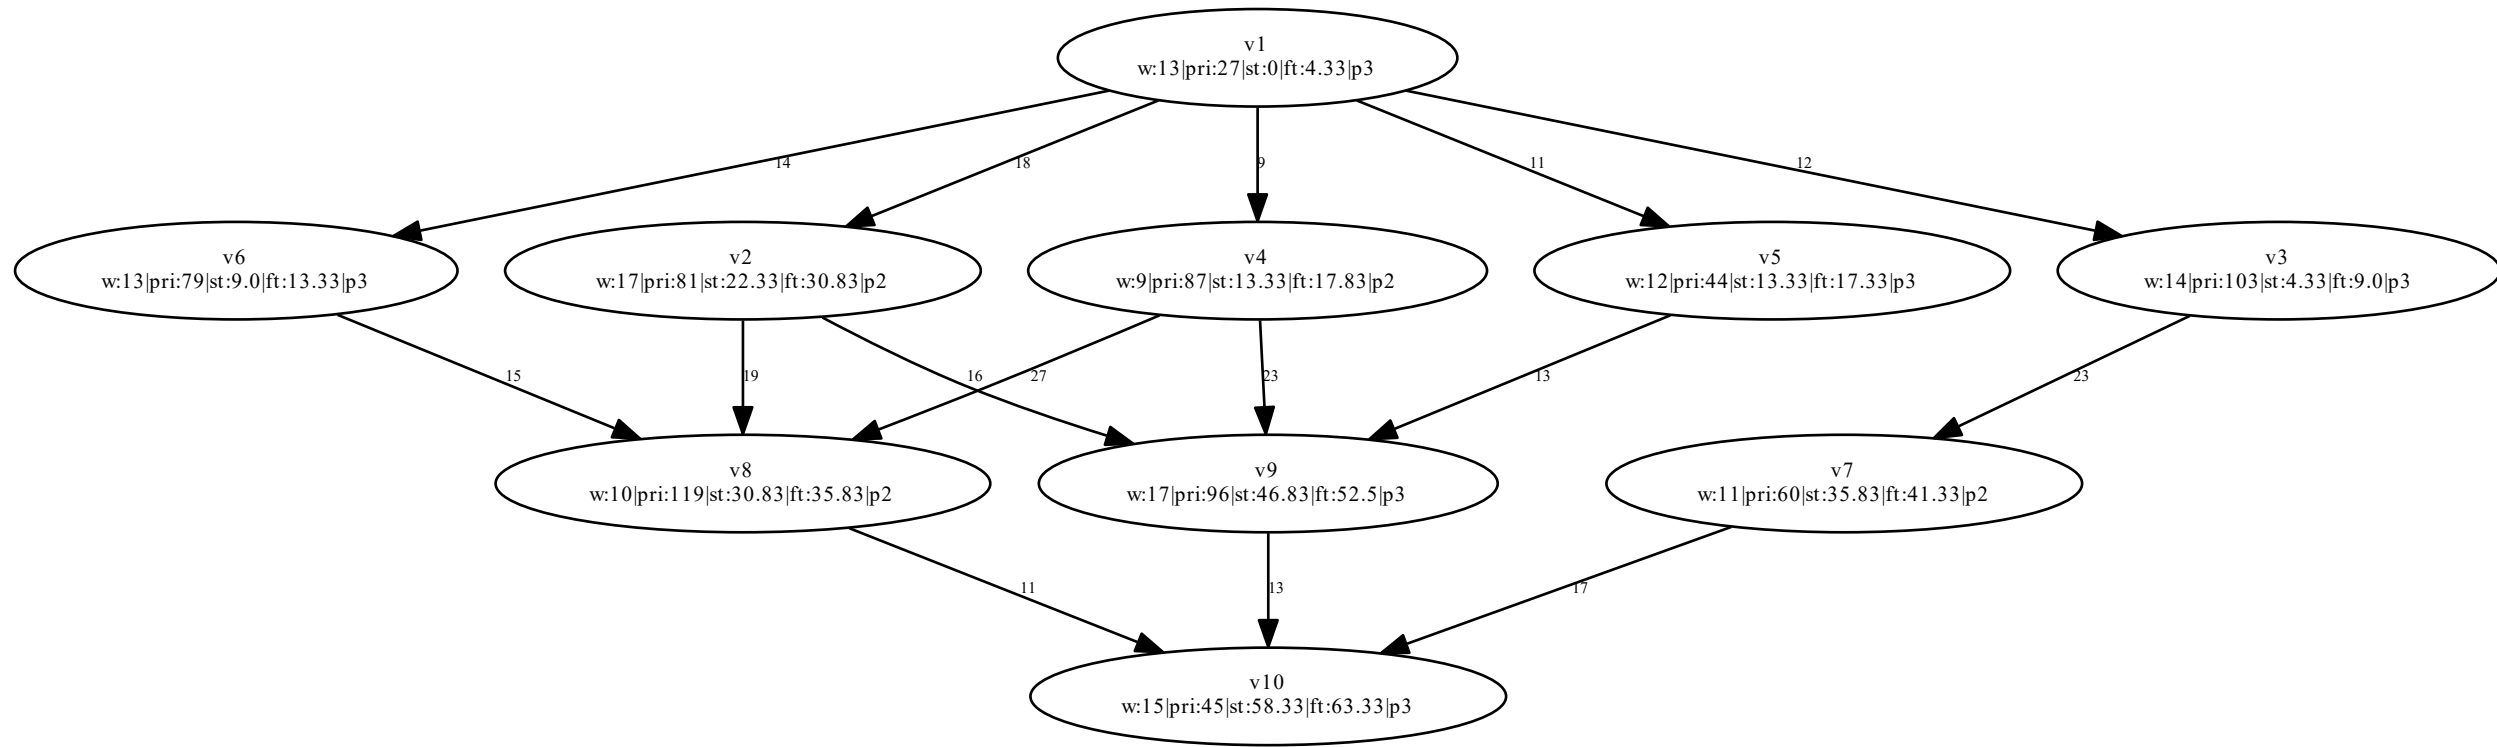 v1
w:13|pri:27|st:0|ft:4.33|p3
14
18
9
11
12
v6
w:13|pri:79|st:9.0|ft:13.33|p3
v2
w:17|pri:81|st:22.33|ft:30.83|p2
v4
w:9|pri:87|st:13.33|ft:17.83|p2
v5
w:12|pri:44|st:13.33|ft:17.33|p3
v3
w:14|pri:103|st:4.33|ft:9.0|p3
15
19
16
27
23
13
23
v8
w:10|pri:119|st:30.83|ft:35.83|p2
v9
w:17|pri:96|st:46.83|ft:52.5|p3
v7
w:11|pri:60|st:35.83|ft:41.33|p2
11
13
17
v10
w:15|pri:45|st:58.33|ft:63.33|p3